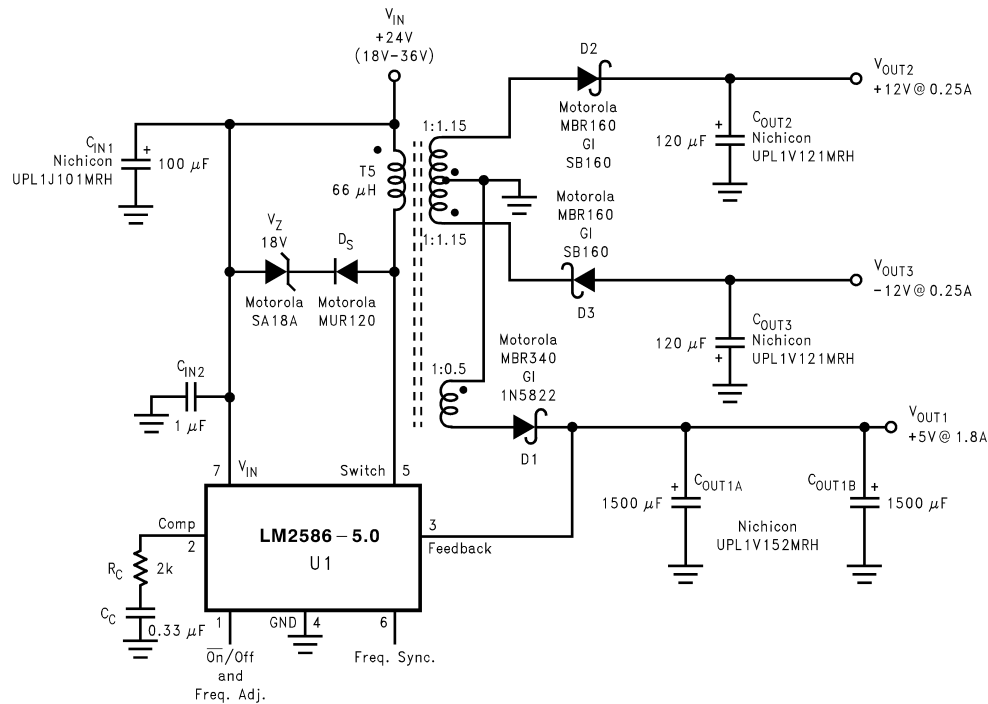 V_IN
+24V
(18V-36V)
D2
Motorola
MBR160
GI
SB160
V_OUT2
+12V@0.25A
+
C_OUT2
Nichicon
UPL1V121MRH
120 μF
C_IN1
Nichicon
UPL1J101MRH
+
100 μF
1:1.15
T5
66 μH
1:1.15
Motorola
MBR160
GI
SB160
D3
V_OUT3
-12V@0.25A
C_OUT3
Nichicon
UPL1V121MRH
120 μF
+
V_Z
18V
D_S
Motorola
SA18A
Motorola
MUR120
Motorola
MBR340
GI
1N5822
1:0.5
D1
V_OUT1
+5V@1.8A
C_IN2
1 μF
7 V_IN
Switch 5
+
C_OUT1A
1500 μF
C_OUT1B
+
1500 μF
Nichicon
UPL1V152MRH
Comp
2
LM2586-5.0
U1
3
Feedback
R_C
2k
C_C
0.33 μF
1
GND 4
6
On/Off
and
Freq. Adj.
Freq. Sync.